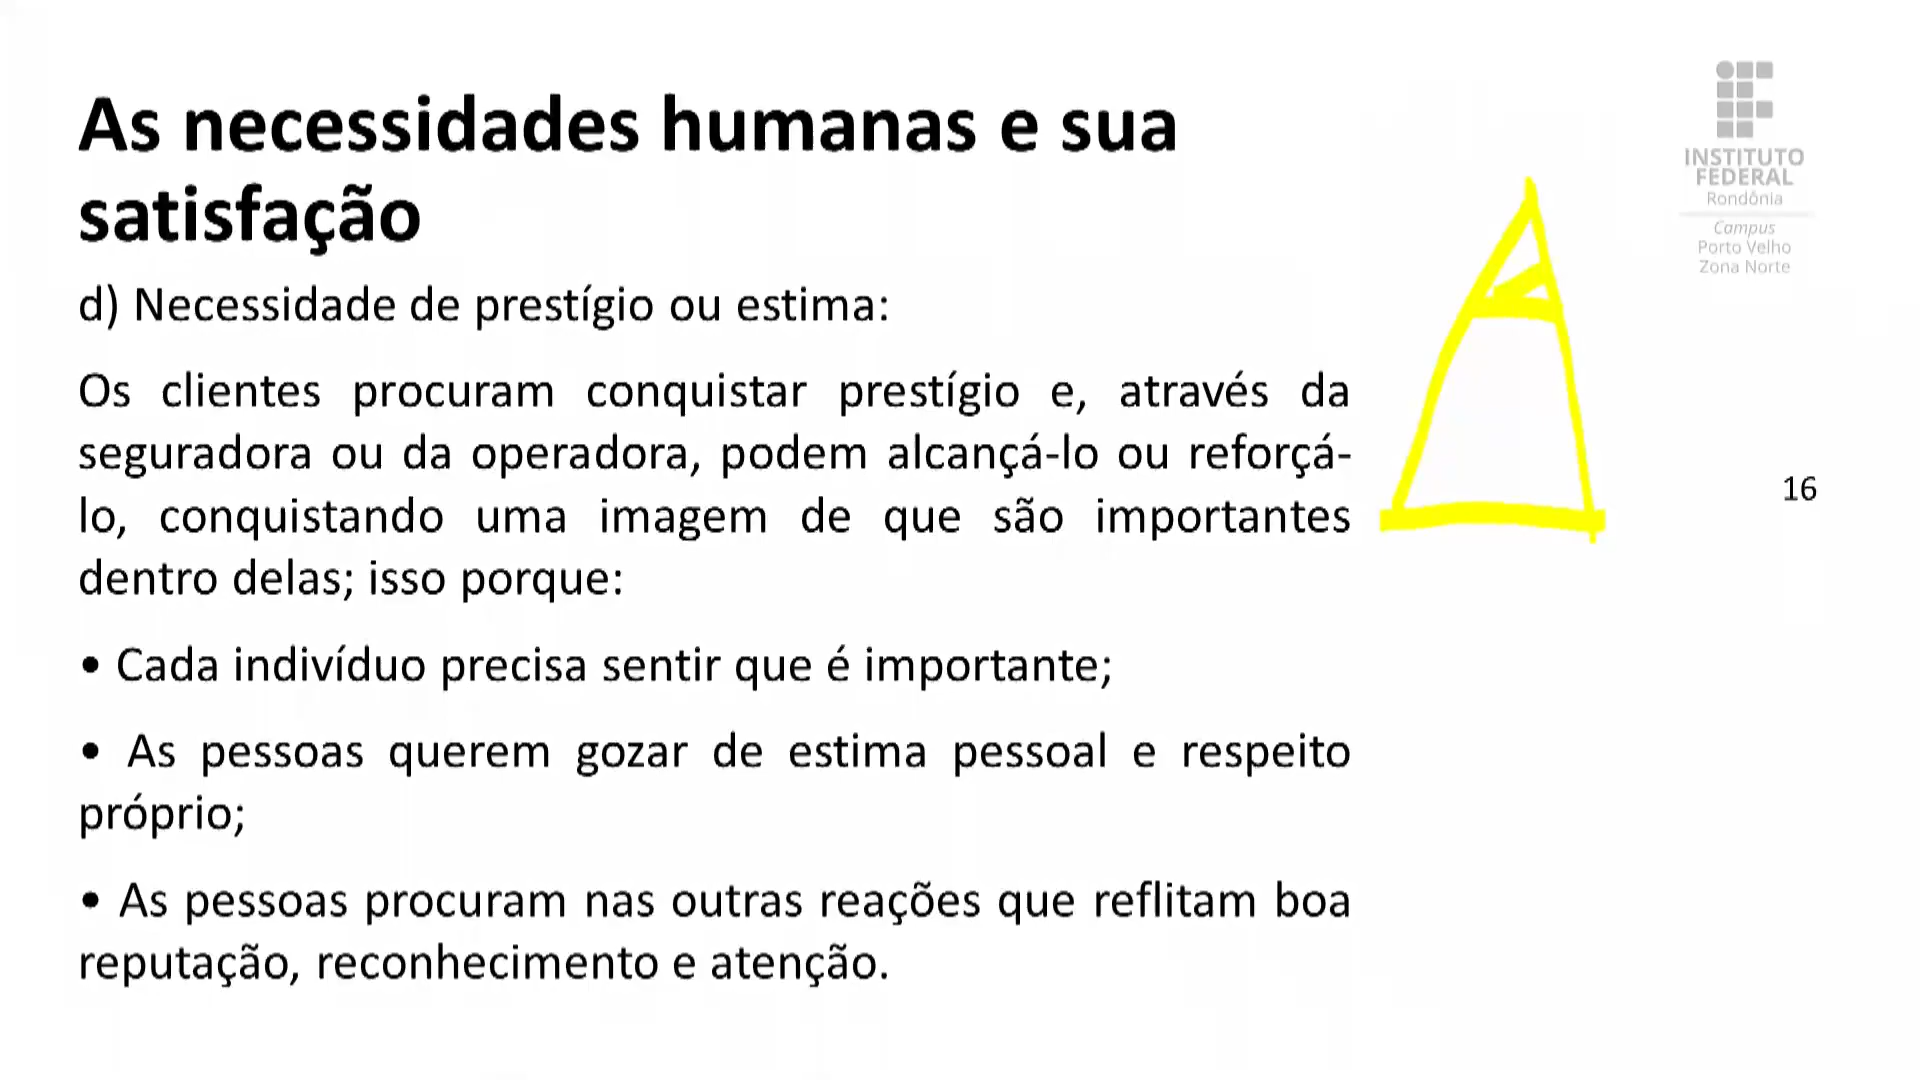 As necessidades humanas e sua
satisfação
d) Necessidade de prestígio ou estima:
Os clientes procuram conquistar prestígio e, através da
seguradora ou da operadora, podem alcançá-lo ou reforçá-
lo, conquistando uma imagem de que são importantes
dentro delas; isso porque:
• Cada indivíduo precisa sentir que é importante;
• As pessoas querem gozar de estima pessoal e respeito
próprio;
• As pessoas procuram nas outras reações que reflitam boa
reputação, reconhecimento e atenção.
INSTITUTO
FEDERAL
Rondônia
Campus
Porto Velho
Zona Norte
16